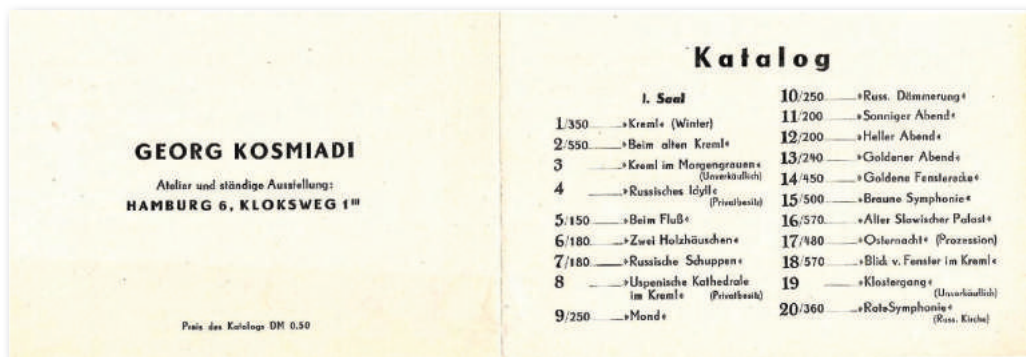 GEORG KOSMIADI
Atelier und ständige Ausstellung:
HAMBURG 6, KLOKSWEG 1 III
Preis des Katalogs DM 0.50
Katalog
I. Saal
1/350 »Kreml« (Winter)
2/550 »Beim alten Kreml«
3 »Kreml im Morgengrauen«
(Unverkäuflich)
4 »Russisches Idyll«
(Privatbesitz)
5/150 »Beim Fluß«
6/180 »Zwei Holzhäuschen«
7/180 »Russische Schuppen«
8 »Uspenische Kathedrale
im Kreml« (Privatbesitz)
9/250 »Mond«
10/250 »Russ. Dämmerung«
11/200 »Sonniger Abend«
12/200 »Heller Abend«
13/240 »Goldener Abend«
14/450 »Goldene Fensterecke«
15/500 »Braune Symphonie«
16/570 »Alter Slawischer Palast«
17/480 »Osternacht« (Prozession)
18/570 »Blick v. Fenster im Kreml«
19 »Klostergang«
(Unverkäuflich)
20/360 »RoteSymphonie«
(Russ. Kirche)